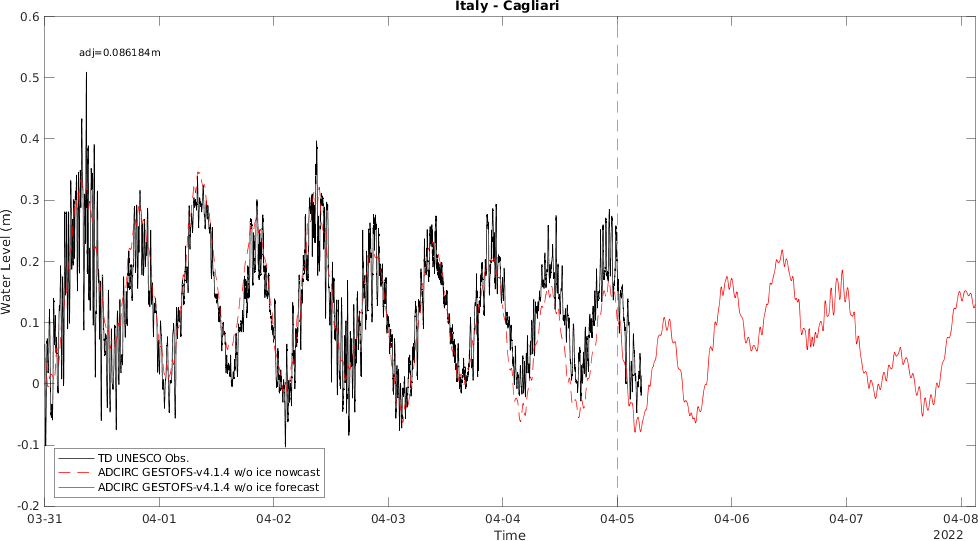 Italy - Cagliari
adj=0.086184m
Water Level (m)
0.6
0.5
0.4
0.3
0.2
0.1
0
-0.1
-0.2
TD UNESCO Obs.
ADCIRC GESTOFS-v4.1.4 w/o ice nowcast
ADCIRC GESTOFS-v4.1.4 w/o ice forecast
03-31 04-01 04-02 04-03 04-04 04-05 04-06 04-07 04-08
Time
2022